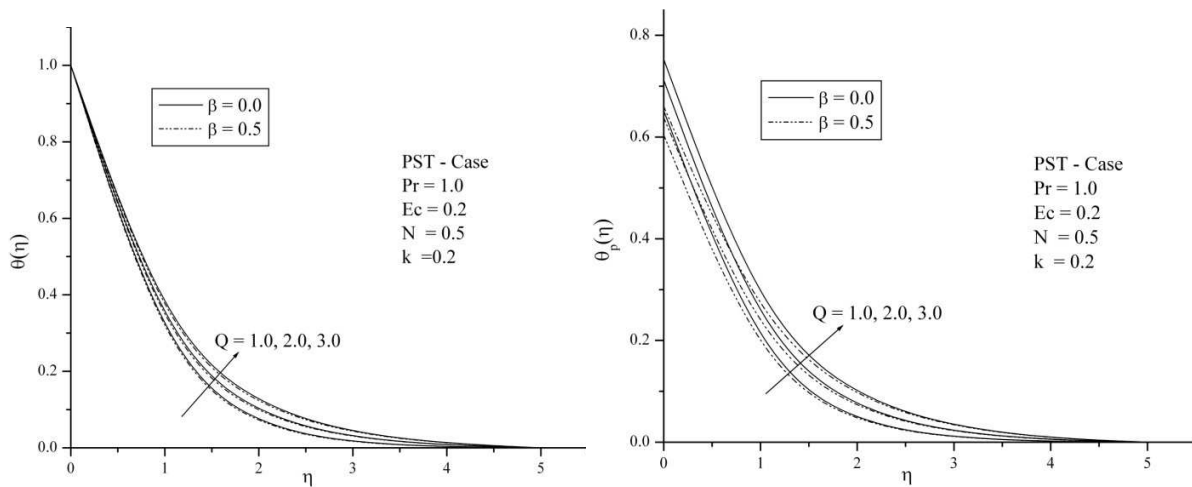 1.0
0.8
0.6
0.4
0.2
0.0
θ(η)
β = 0.0
β = 0.5
PST - Case
Pr = 1.0
Ec = 0.2
N = 0.5
k =0.2
Q = 1.0, 2.0, 3.0
0 1 2 3 4 5
η
0.8
0.6
0.4
0.2
0.0
θp(η)
β = 0.0
β = 0.5
PST - Case
Pr = 1.0
Ec = 0.2
N = 0.5
k = 0.2
Q = 1.0, 2.0, 3.0
0 1 2 3 4 5
η